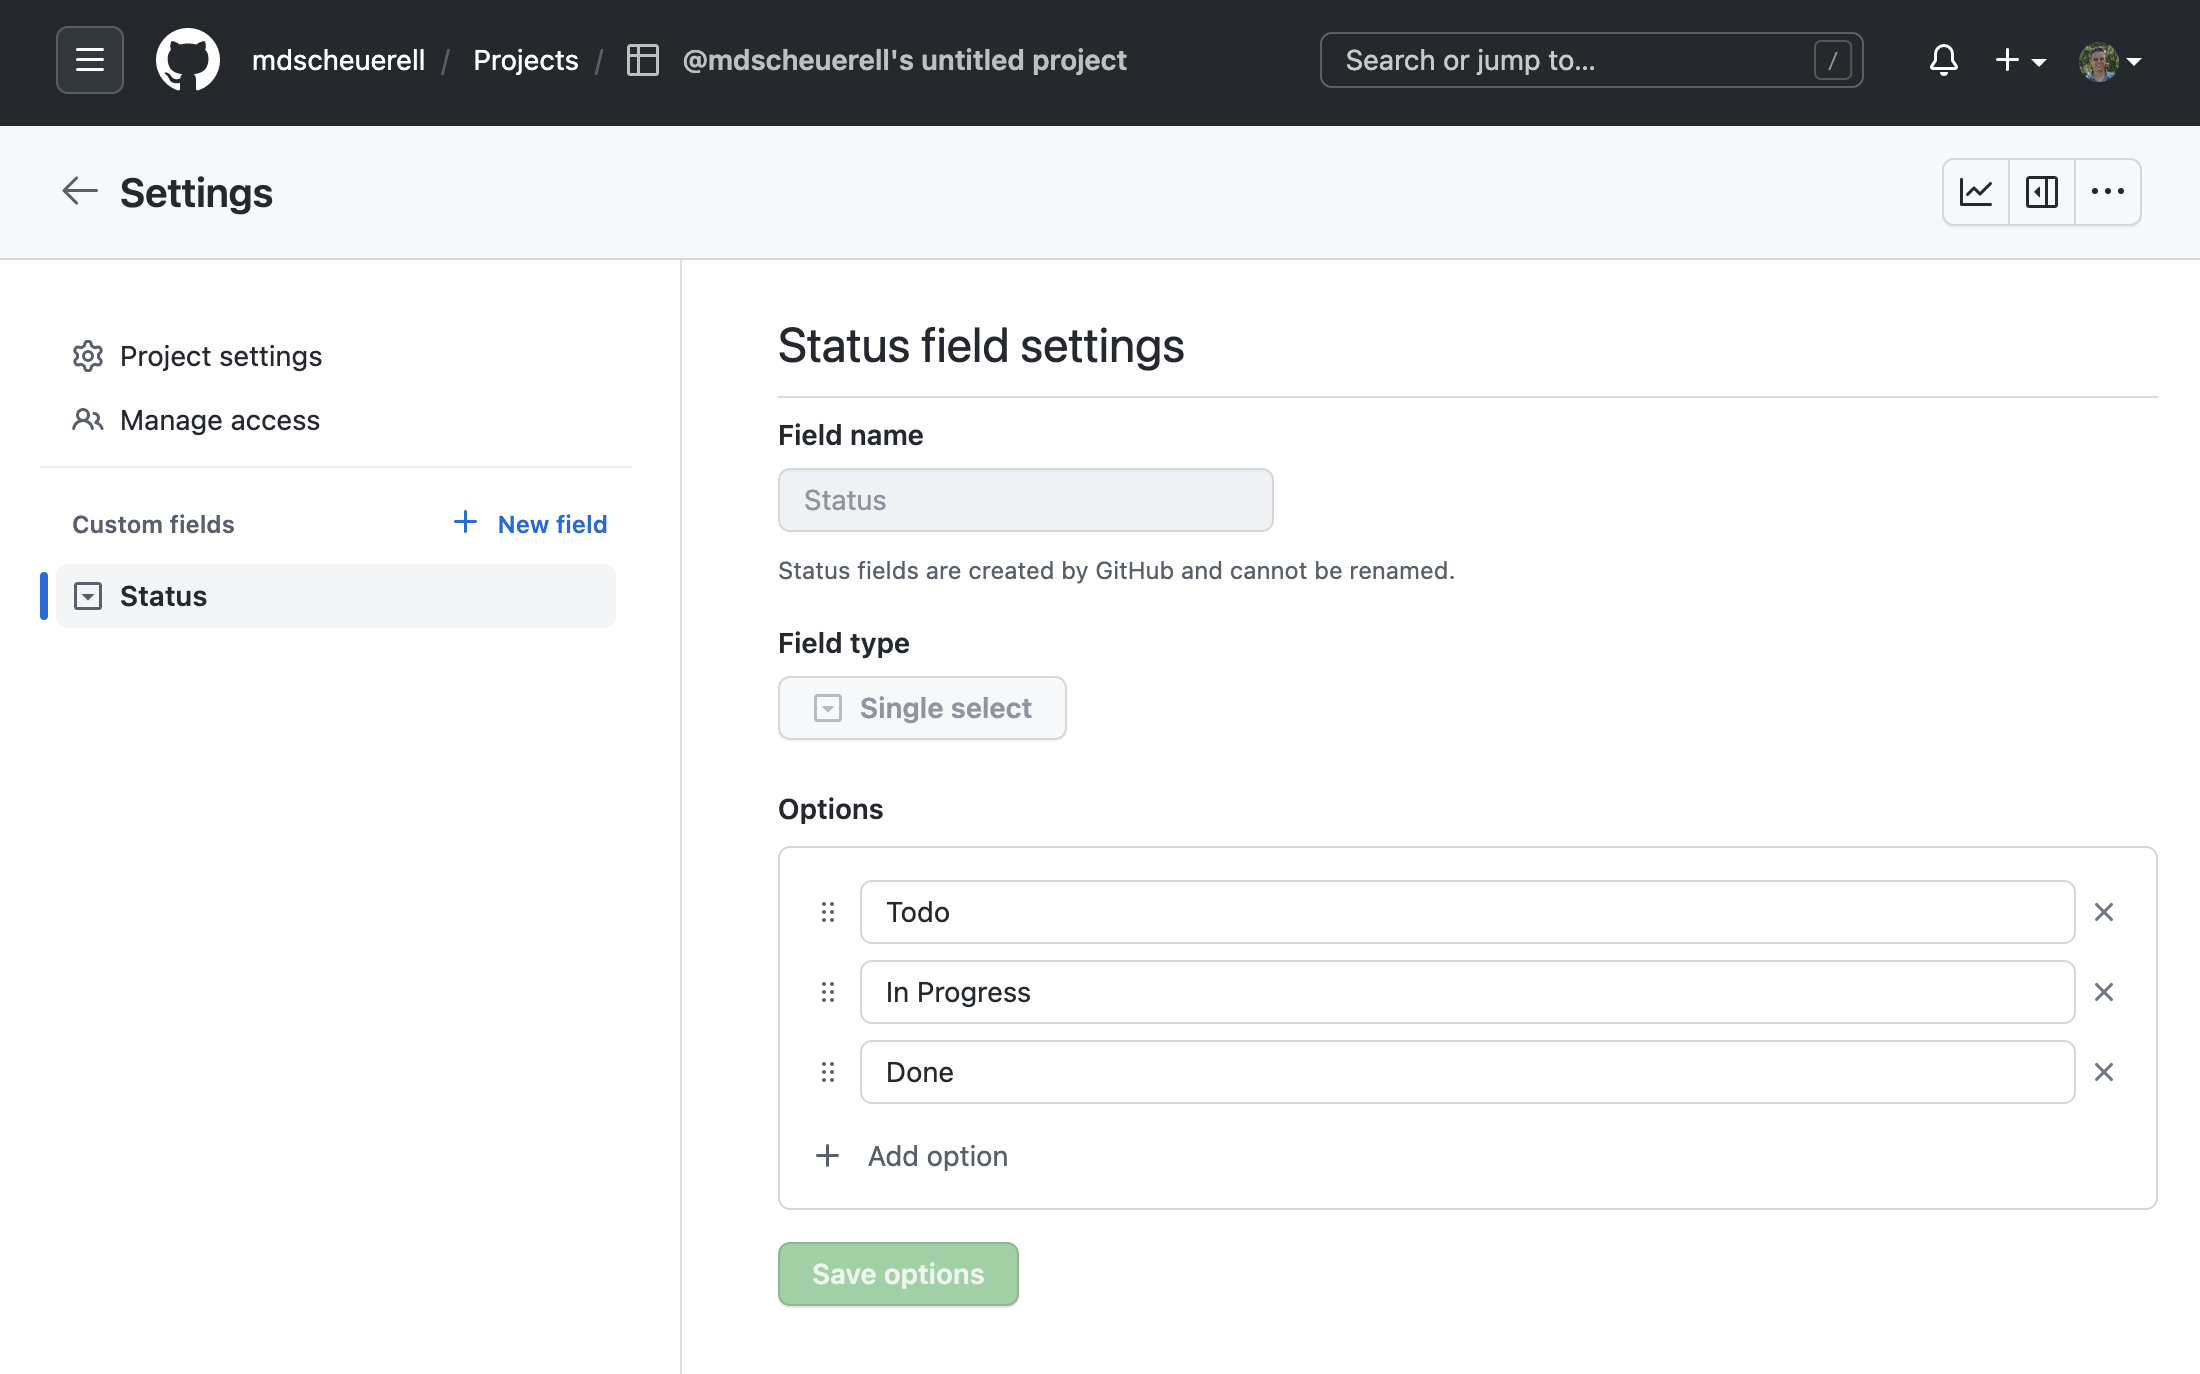 mdscheuerell / Projects / @mdscheuerell's untitled project
Search or jump to... /
Settings
Project settings
Manage access
Custom fields
New field
Status
Status field settings
Field name
Status
Status fields are created by GitHub and cannot be renamed.
Field type
Single select
Options
Todo
In Progress
Done
Add option
Save options